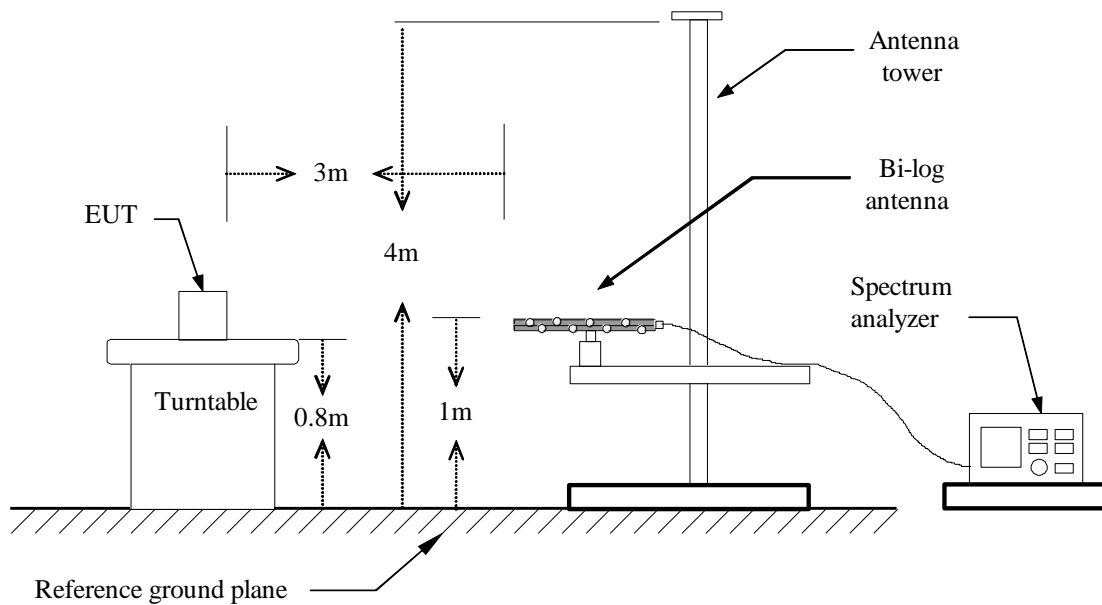 Antenna
tower
3m
Bi-log
antenna
EUT
4m
Spectrum
analyzer
Turntable
0.8m
1m
Reference ground plane